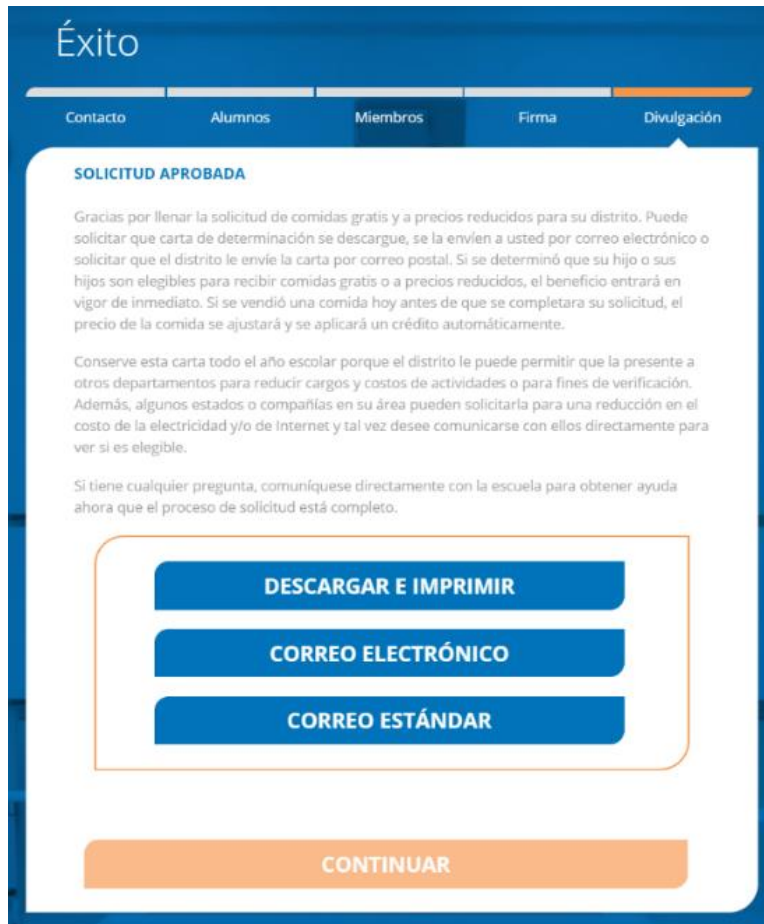 Éxito
Contacto Alumnos Miembros Firma Divulgación
SOLICITUD APROBADA
Gracias por llenar la solicitud de comidas gratis y a precios reducidos para su distrito. Puede
solicitar que carta de determinación se descargue, se la envíen a usted por correo electrónico o
solicitar que el distrito le envíe la carta por correo postal. Si se determinó que su hijo o sus
hijos son elegibles para recibir comidas gratis o a precios reducidos, el beneficio entrará en
vigor de inmediato. Si se vendió una comida hoy antes de que se completara su solicitud, el
precio de la comida se ajustará y se aplicará un crédito automáticamente.
Conserve esta carta todo el año escolar porque el distrito le puede permitir que la presente a
otros departamentos para reducir cargos y costos de actividades o para fines de verificación.
Además, algunos estados o compañías en su área pueden solicitarla para una reducción en el
costo de la electricidad y/o de Internet y tal vez desee comunicarse con ellos directamente para
ver si es elegible.
Si tiene cualquier pregunta, comuníquese directamente con la escuela para obtener ayuda
ahora que el proceso de solicitud está completo.
DESCARGAR E IMPRIMIR
CORREO ELECTRÓNICO
CORREO ESTÁNDAR
CONTINUAR